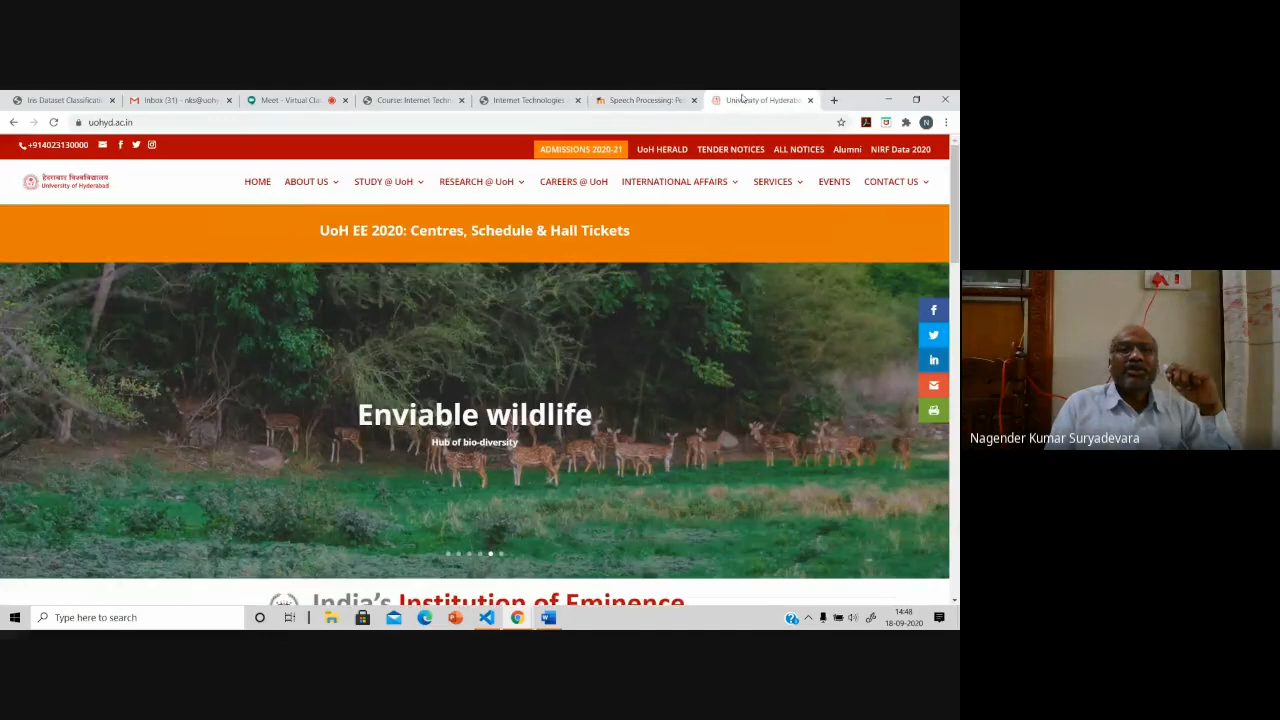 Iris Dataset Classificati
Inbox (31) - nks@uohy
Meet - Virtual Cla
Course: Internet Techn
Internet Technologies
Speech Processing: Pe
University of Hyderaba
uohyd.ac.in
N
+914023130000
ADMISSIONS 2020-21
UoH HERALD
TENDER NOTICES
ALL NOTICES
Alumni
NIRF Data 2020
हैदराबाद विश्वविद्यालय
University of Hyderabad
HOME
ABOUT US
STUDY @ UoH
RESEARCH @ UoH
CAREERS @ UoH
INTERNATIONAL AFFAIRS
SERVICES
EVENTS
CONTACT US
UoH EE 2020: Centres, Schedule & Hall Tickets
Enviable wildlife
Hub of bio-diversity
India's Institution of Eminence
Nagender Kumar Suryadevara
Type here to search
14:48
18-09-2020